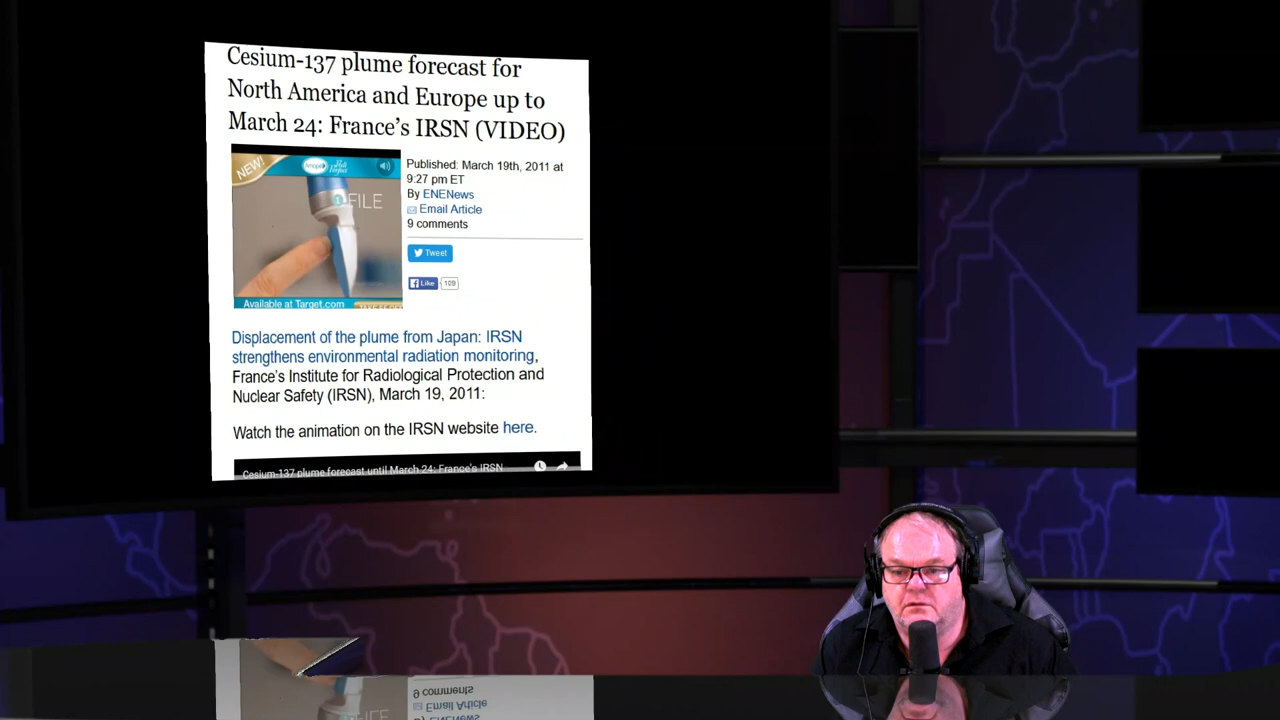 Cesium-137 plume forecast for
North America and Europe up to
March 24: France's IRSN (VIDEO)
NEW!
Amopé
FILE
Available at Target.com
Published: March 19th, 2011 at
9:27 pm ET
By ENENews
Email Article
9 comments
Tweet
Like 109
Displacement of the plume from Japan: IRSN
strengthens environmental radiation monitoring,
France's Institute for Radiological Protection and
Nuclear Safety (IRSN), March 19, 2011:
Watch the animation on the IRSN website here.
Cesium-137 plume forecast until March 24: France's IRSN
9 comments
Email Article
By ENENews
FILE